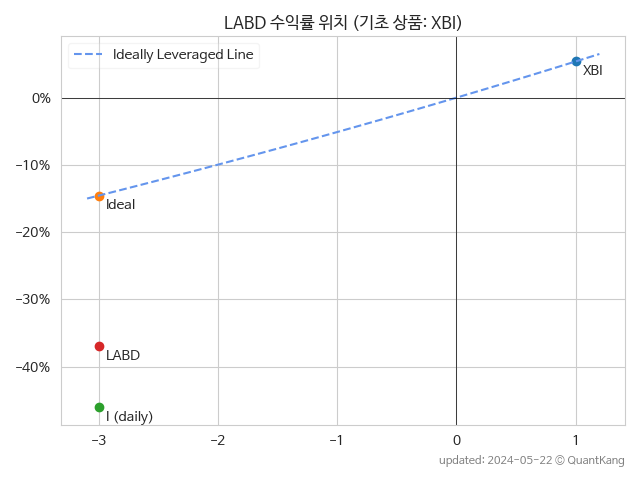 LABD 수익률 위치 (기초 상품: XBI)
Ideally Leveraged Line
XBI
0%
−10%
Ideal
−20%
−30%
LABD
−40%
I (daily)
−3
−2
−1
0
1
updated: 2024-05-22 © QuantKang